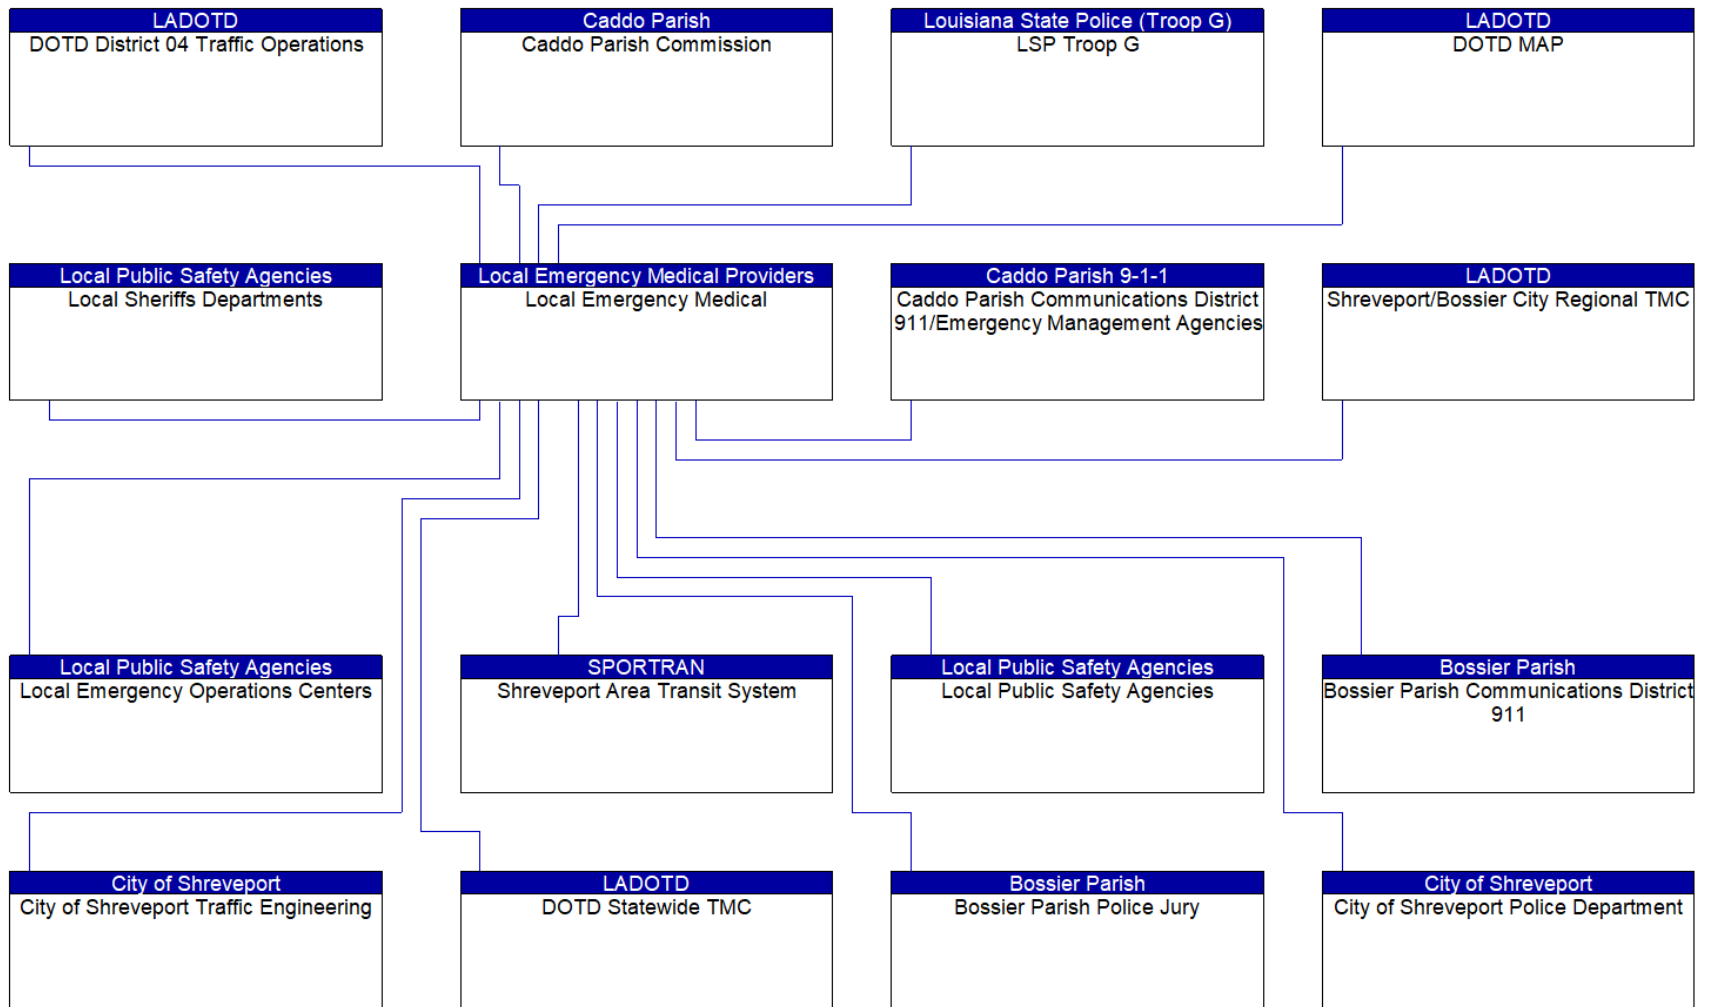 LADOTD
DOTD District 04 Traffic Operations
Caddo Parish
Caddo Parish Commission
Louisiana State Police (Troop G)
LSP Troop G
LADOTD
DOTD MAP
Local Public Safety Agencies
Local Sheriffs Departments
Local Emergency Medical Providers
Local Emergency Medical
Caddo Parish 9-1-1
Caddo Parish Communications District
911/Emergency Management Agencies
LADOTD
Shreveport/Bossier City Regional TMC
Local Public Safety Agencies
Local Emergency Operations Centers
SPORTRAN
Shreveport Area Transit System
Local Public Safety Agencies
Local Public Safety Agencies
Bossier Parish
Bossier Parish Communications District
911
City of Shreveport
City of Shreveport Traffic Engineering
LADOTD
DOTD Statewide TMC
Bossier Parish
Bossier Parish Police Jury
City of Shreveport
City of Shreveport Police Department